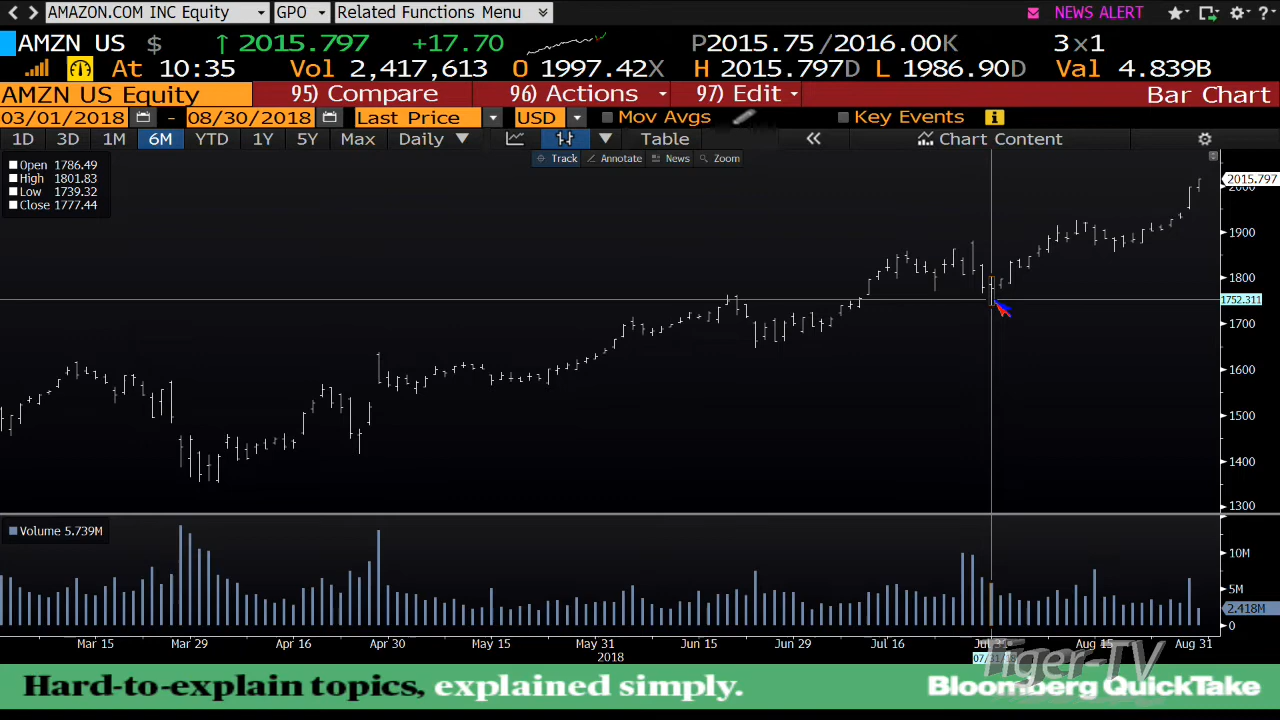 AMAZON.COM INC Equity GPO Related Functions Menu NEWS ALERT ?
AMZN US $ ↑ 2015.797 +17.70 P2015.75/2016.00K 3×1
At 10:35 Vol 2,417,613 O 1997.42X H 2015.797D L 1986.90D Val 4.839B
AMZN US Equity 95) Compare 96) Actions 97) Edit Bar Chart
03/01/2018 - 08/30/2018 Last Price USD Mov Avgs Key Events i
1D 3D 1M 6M YTD 1Y 5Y Max Daily ▼ ▼ Table « Chart Content
Track Annotate News Zoom
Open 1786.49
High 1801.83
Low 1739.32
Close 1777.44
2015.797
2000
1900
1800
1752.311
1700
1600
1500
1400
1300
Volume 5.739M
10M
5M
2.418M
0
Mar 15 Mar 29 Apr 16 Apr 30 May 15 May 31 Jun 15 Jun 29 Jul 16 Jul 31 Aug 15 Aug 31
2018
07/31/18
Tiger-TV
Hard-to-explain topics, explained simply. Bloomberg QuickTake